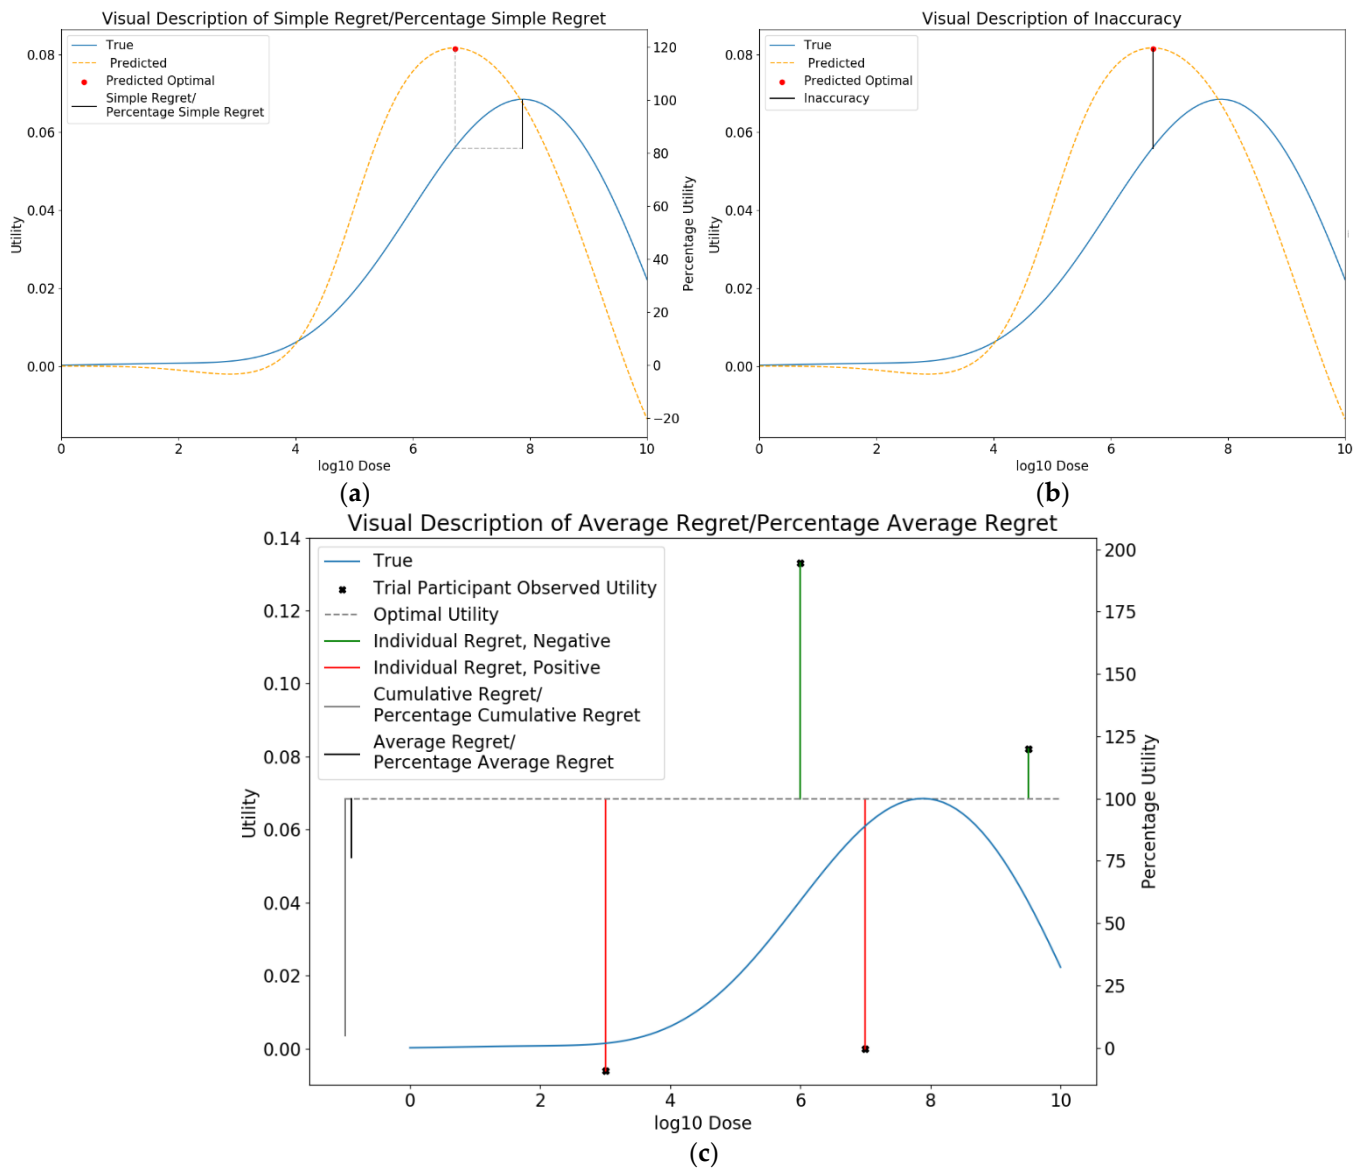 Visual Description of Simple Regret/Percentage Simple Regret
True
Predicted
Predicted Optimal
Simple Regret/
Percentage Simple Regret
0.08
0.06
0.04
0.02
0.00
Utility
120
100
80
60
40
20
0
−20
Percentage Utility
0 2 4 6 8 10
log10 Dose
(a)
Visual Description of Inaccuracy
True
Predicted
Predicted Optimal
Inaccuracy
0.08
0.06
0.04
0.02
0.00
Utility
0 2 4 6 8 10
log10 Dose
(b)
Visual Description of Average Regret/Percentage Average Regret
True
Trial Participant Observed Utility
Optimal Utility
Individual Regret, Negative
Individual Regret, Positive
Cumulative Regret/
Percentage Cumulative Regret
Average Regret/
Percentage Average Regret
0.14
0.12
0.10
0.08
0.06
0.04
0.02
0.00
Utility
200
175
150
125
100
75
50
25
0
Percentage Utility
0 2 4 6 8 10
log10 Dose
(c)